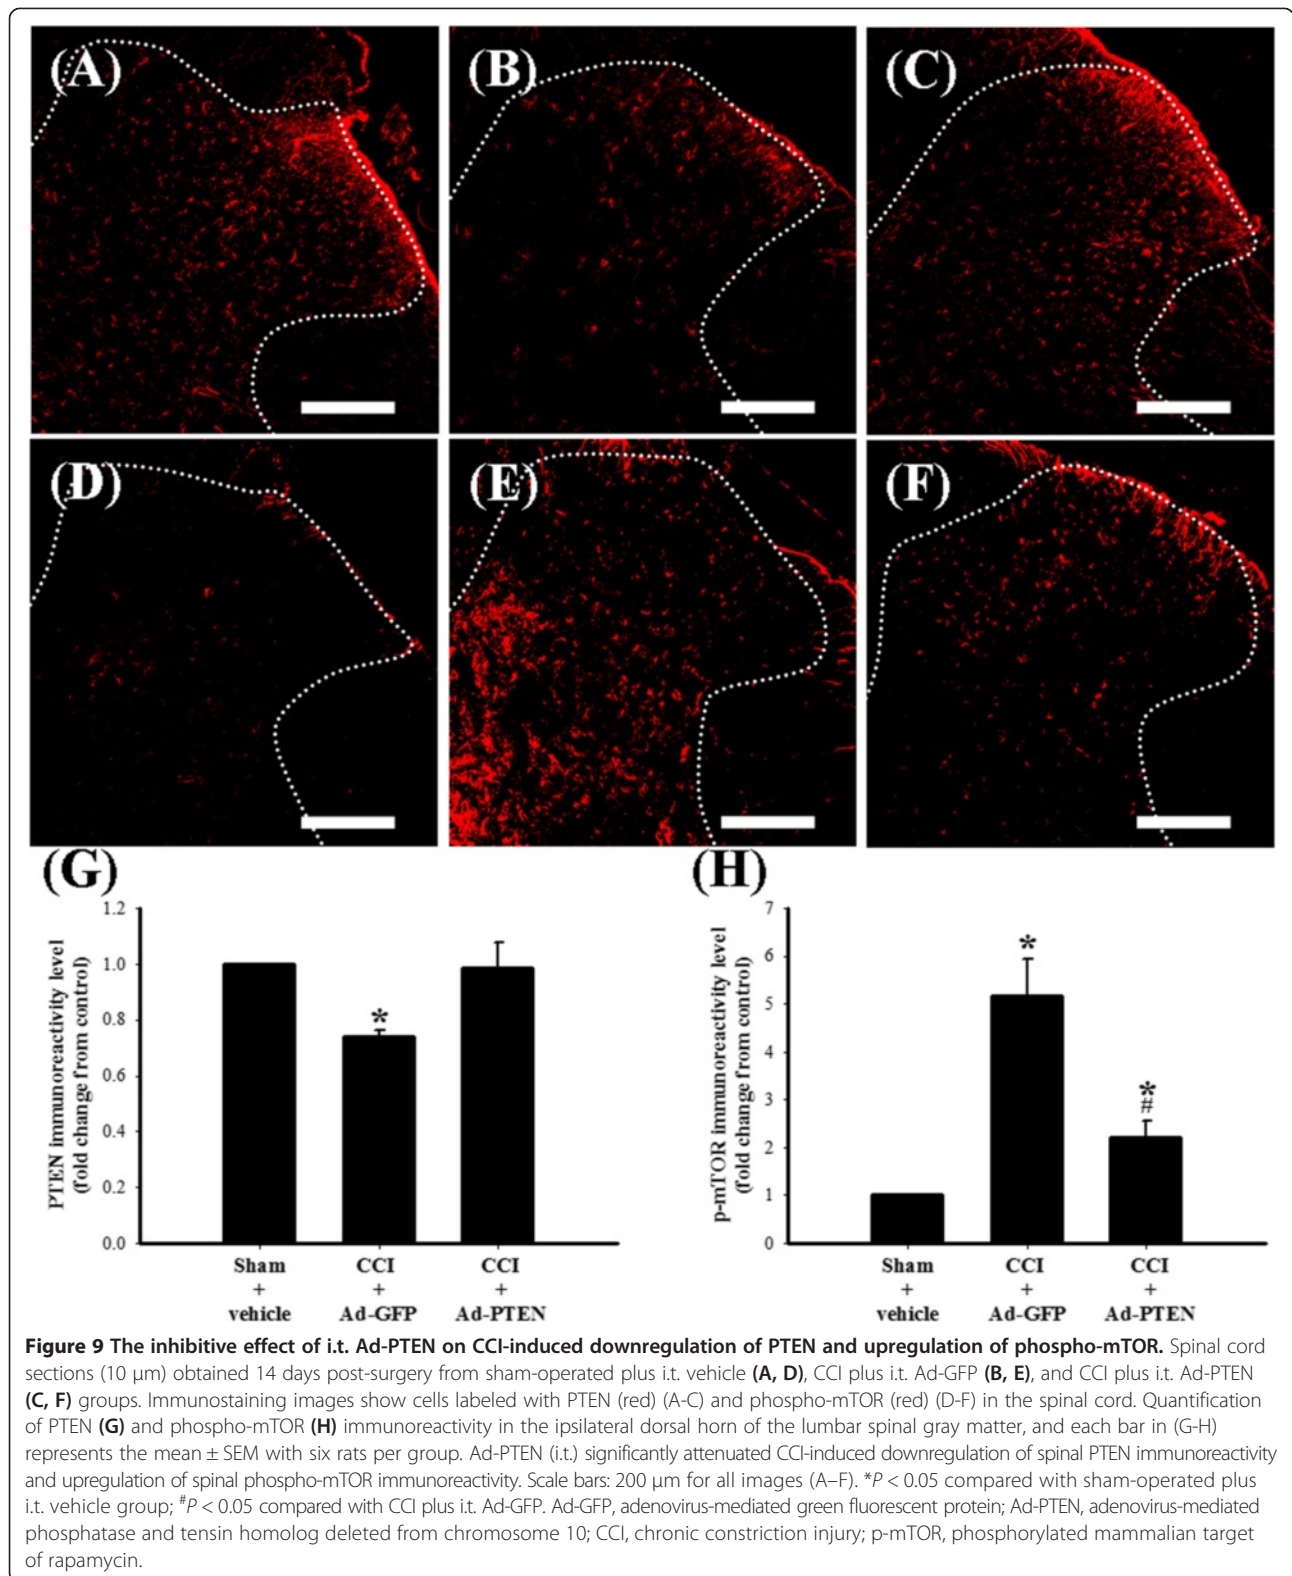 (A)
(B)
(C)
(D)
(E)
(F)
(G)
(H)
PTEN immunoreactivity level
(fold change from control)
1.2
1.0
0.8
0.6
0.4
0.2
0.0
*
Sham
+
vehicle
CCI
+
Ad-GFP
CCI
+
Ad-PTEN
p-mTOR immunoreactivity level
(fold change from control)
7
6
5
4
3
2
1
0
*
*
#
Sham
+
vehicle
CCI
+
Ad-GFP
CCI
+
Ad-PTEN
Figure 9 The inhibitive effect of i.t. Ad-PTEN on CCI-induced downregulation of PTEN and upregulation of phospho-mTOR. Spinal cord
sections (10 μm) obtained 14 days post-surgery from sham-operated plus i.t. vehicle (A, D), CCI plus i.t. Ad-GFP (B, E), and CCI plus i.t. Ad-PTEN
(C, F) groups. Immunostaining images show cells labeled with PTEN (red) (A-C) and phospho-mTOR (red) (D-F) in the spinal cord. Quantification
of PTEN (G) and phospho-mTOR (H) immunoreactivity in the ipsilateral dorsal horn of the lumbar spinal gray matter, and each bar in (G-H)
represents the mean ± SEM with six rats per group. Ad-PTEN (i.t.) significantly attenuated CCI-induced downregulation of spinal PTEN immunoreactivity
and upregulation of spinal phospho-mTOR immunoreactivity. Scale bars: 200 μm for all images (A–F). *P < 0.05 compared with sham-operated plus
i.t. vehicle group; #P < 0.05 compared with CCI plus i.t. Ad-GFP. Ad-GFP, adenovirus-mediated green fluorescent protein; Ad-PTEN, adenovirus-mediated
phosphatase and tensin homolog deleted from chromosome 10; CCI, chronic constriction injury; p-mTOR, phosphorylated mammalian target
of rapamycin.